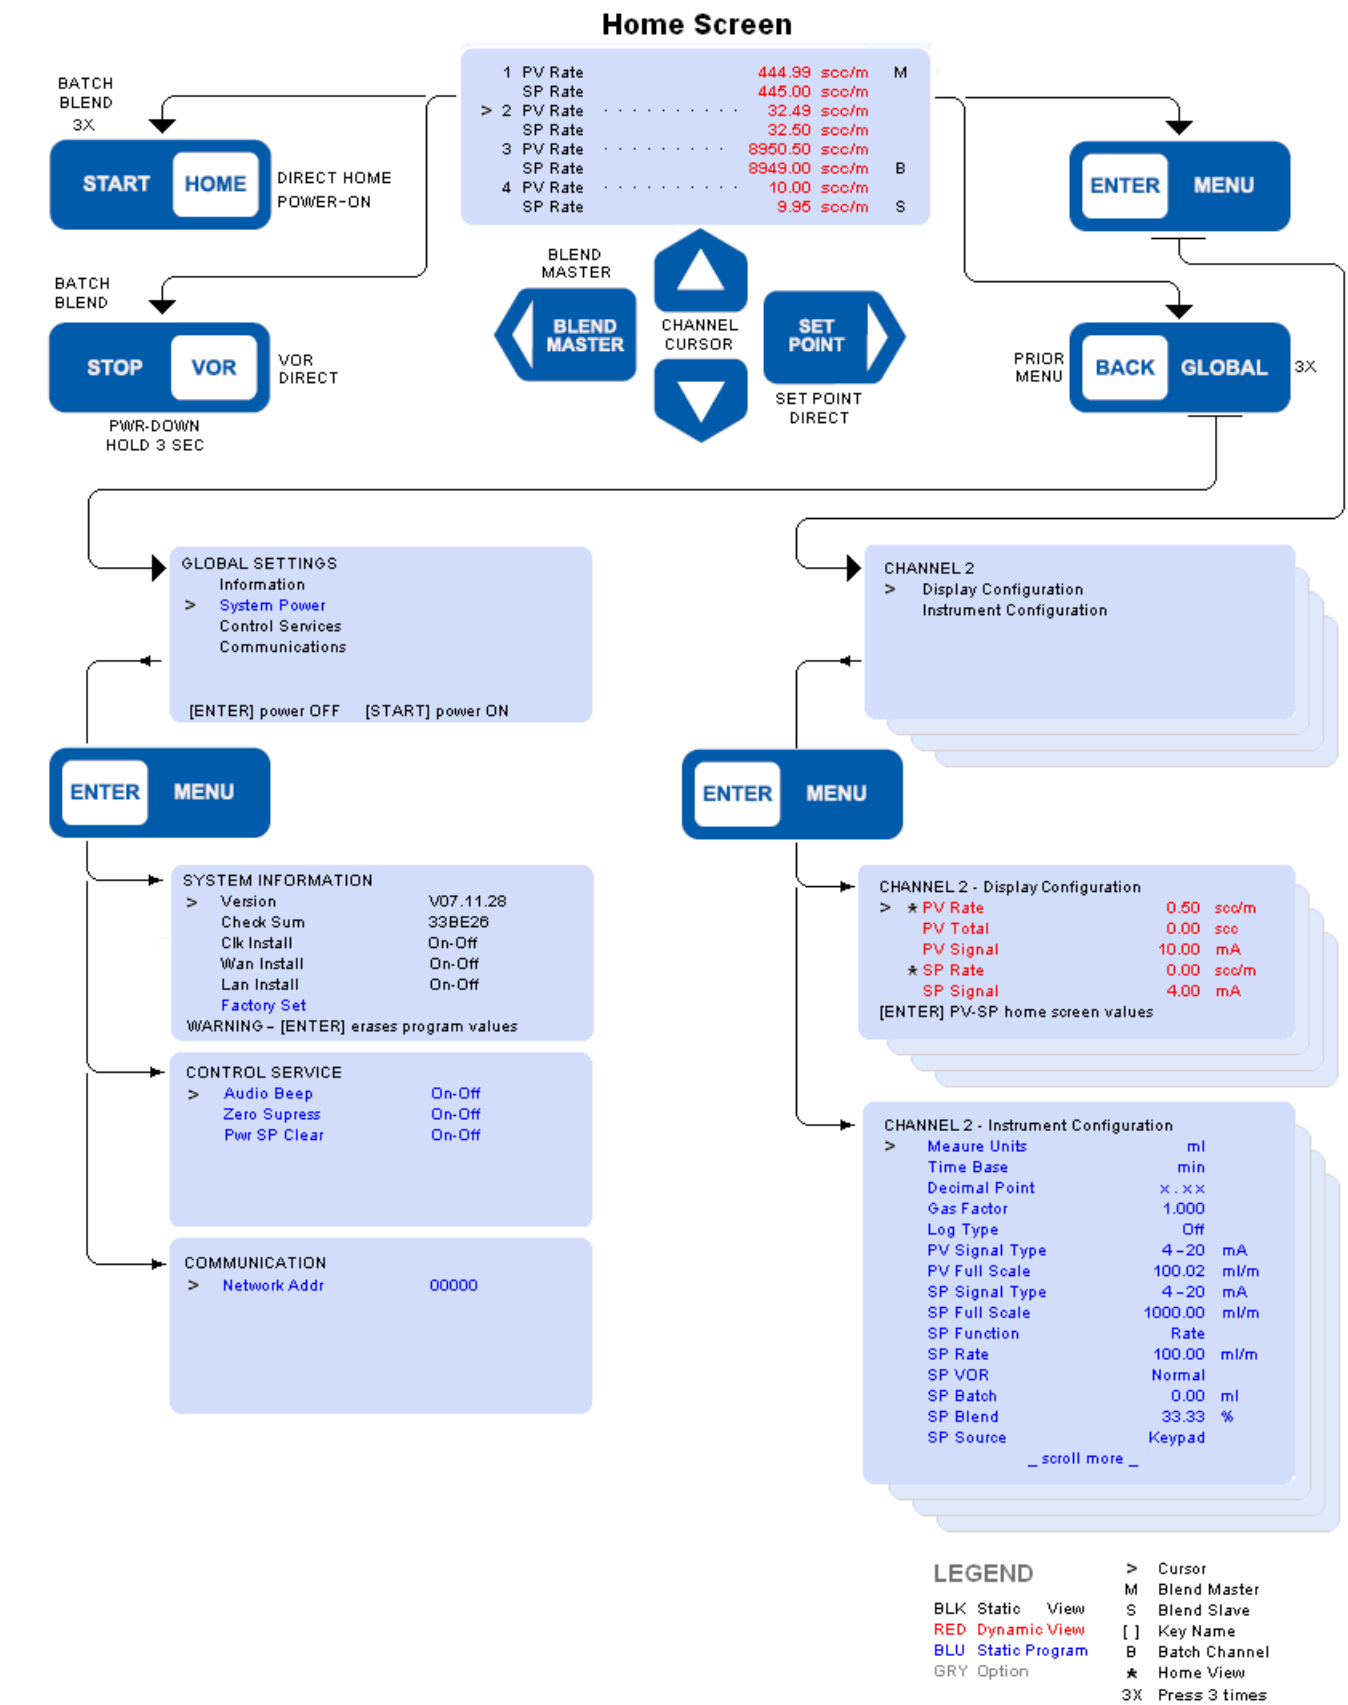 Home Screen
1 PV Rate 444.99 scc/m M
SP Rate 445.00 scc/m
> 2 PV Rate · · · · · · · · · · 32.49 scc/m
SP Rate 32.50 scc/m
3 PV Rate · · · · · · · · · 8950.50 scc/m
SP Rate 8949.00 scc/m B
4 PV Rate · · · · · · · · · · 10.00 scc/m
SP Rate 9.95 scc/m S
BATCH
BLEND
3X
START HOME
DIRECT HOME
POWER-ON
ENTER MENU
BATCH
BLEND
STOP VOR
VOR
DIRECT
PWR-DOWN
HOLD 3 SEC
BLEND
MASTER
BLEND
MASTER
CHANNEL
CURSOR
SET
POINT
SET POINT
DIRECT
PRIOR
MENU
BACK GLOBAL
3X
GLOBAL SETTINGS
Information
> System Power
Control Services
Communications
[ENTER] power OFF [START] power ON
ENTER MENU
SYSTEM INFORMATION
> Version V07.11.28
Check Sum 33BE26
Clk Install On-Off
Wan Install On-Off
Lan Install On-Off
Factory Set
WARNING - [ENTER] erases program values
CONTROL SERVICE
> Audio Beep On-Off
Zero Supress On-Off
Pwr SP Clear On-Off
COMMUNICATION
> Network Addr 00000
CHANNEL 2
> Display Configuration
Instrument Configuration
ENTER MENU
CHANNEL 2 - Display Configuration
> * PV Rate 0.50 scc/m
PV Total 0.00 scc
PV Signal 10.00 mA
* SP Rate 0.00 scc/m
SP Signal 4.00 mA
[ENTER] PV-SP home screen values
CHANNEL 2 - Instrument Configuration
> Meaure Units ml
Time Base min
Decimal Point x.xx
Gas Factor 1.000
Log Type Off
PV Signal Type 4-20 mA
PV Full Scale 100.02 ml/m
SP Signal Type 4-20 mA
SP Full Scale 1000.00 ml/m
SP Function Rate
SP Rate 100.00 ml/m
SP VOR Normal
SP Batch 0.00 ml
SP Blend 33.33 %
SP Source Keypad
_ scroll more _
LEGEND
BLK Static View
RED Dynamic View
BLU Static Program
GRY Option
> Cursor
M Blend Master
S Blend Slave
[ ] Key Name
B Batch Channel
* Home View
3X Press 3 times